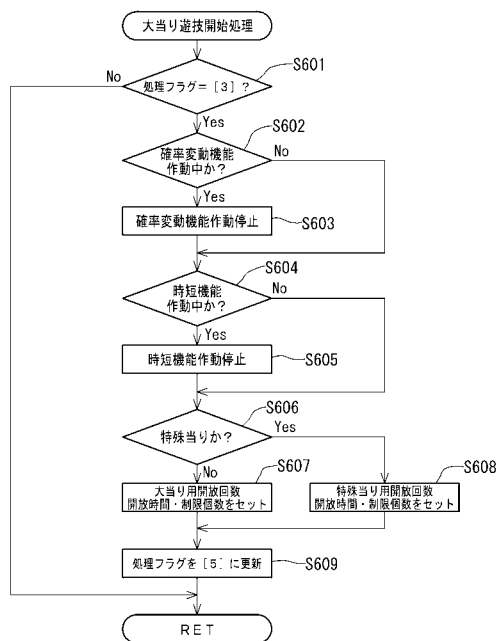 大当り遊技開始処理
S601
No
処理フラグ=［3］？
Yes
S602
確率変動機能
作動中か？
No
Yes
確率変動機能作動停止
S603
S604
時短機能
作動中か？
No
Yes
時短機能作動停止
S605
S606
特殊当りか？
Yes
No
S607
S608
大当り用開放回数
開放時間・制限個数をセット
特殊当り用開放回数
開放時間・制限個数をセット
処理フラグを［5］に更新
S609
RET